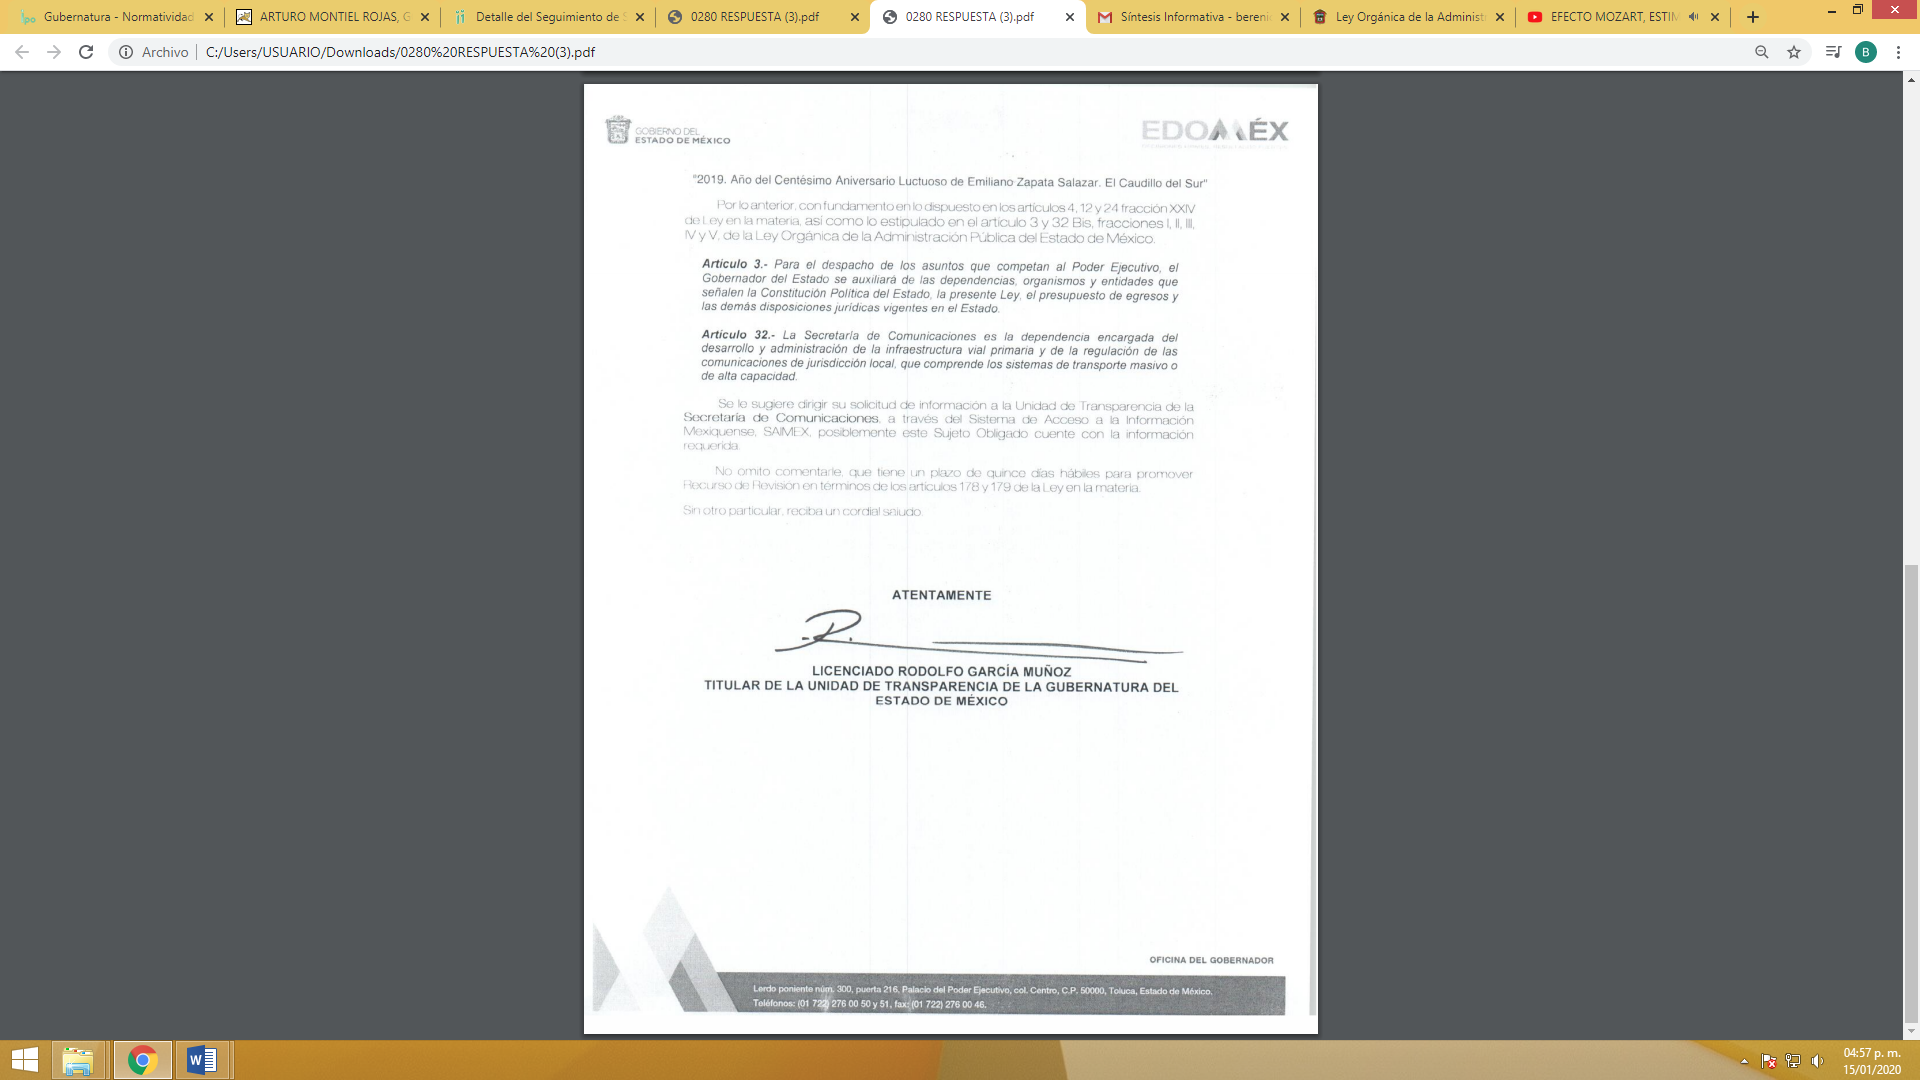 Gubernatura - Normatividad
ARTURO MONTIEL ROJAS, G
Detalle del Seguimiento de S
0280 RESPUESTA (3).pdf
0280 RESPUESTA (3).pdf
Síntesis Informativa - bereni
Ley Orgánica de la Administ
EFECTO MOZART, ESTIM
Archivo
C:/Users/USUARIO/Downloads/0280%20RESPUESTA%20(3).pdf
B
GOBIERNO DEL
ESTADO DE MÉXICO
EDOMÉX
"2019. Año del Centésimo Aniversario Luctuoso de Emiliano Zapata Salazar. El Caudillo del Sur"
Por lo anterior, con fundamento en lo dispuesto en los artículos 4, 12 y 24 fracción XXIV
de Ley en la materia, así como lo estipulado en el artículo 3 y 32 Bis, fracciones I, II, III,
IV y V, de la Ley Orgánica de la Administración Pública del Estado de México.
Artículo 3.- Para el despacho de los asuntos que competan al Poder Ejecutivo, el
Gobernador del Estado se auxiliará de las dependencias, organismos y entidades que
señalen la Constitución Política del Estado, la presente Ley, el presupuesto de egresos y
las demás disposiciones jurídicas vigentes en el Estado.
Artículo 32.- La Secretaría de Comunicaciones es la dependencia encargada del
desarrollo y administración de la infraestructura vial primaria y de la regulación de las
comunicaciones de jurisdicción local, que comprende los sistemas de transporte masivo o
de alta capacidad.
Se le sugiere dirigir su solicitud de información a la Unidad de Transparencia de la
Secretaría de Comunicaciones, a través del Sistema de Acceso a la Información
Mexiquense, SAIMEX, posiblemente este Sujeto Obligado cuente con la información
requerida.
No omito comentarle, que tiene un plazo de quince días hábiles para promover
Recurso de Revisión en términos de los artículos 178 y 179 de la Ley en la materia.
Sin otro particular, reciba un cordial saludo.
ATENTAMENTE
LICENCIADO RODOLFO GARCÍA MUÑOZ
TITULAR DE LA UNIDAD DE TRANSPARENCIA DE LA GUBERNATURA DEL
ESTADO DE MÉXICO
OFICINA DEL GOBERNADOR
Lerdo poniente núm. 300, puerta 216, Palacio del Poder Ejecutivo, col. Centro, C.P. 50000, Toluca, Estado de México.
Teléfonos: (01 722) 276 00 50 y 51, fax: (01 722) 276 00 46.
04:57 p. m.
15/01/2020